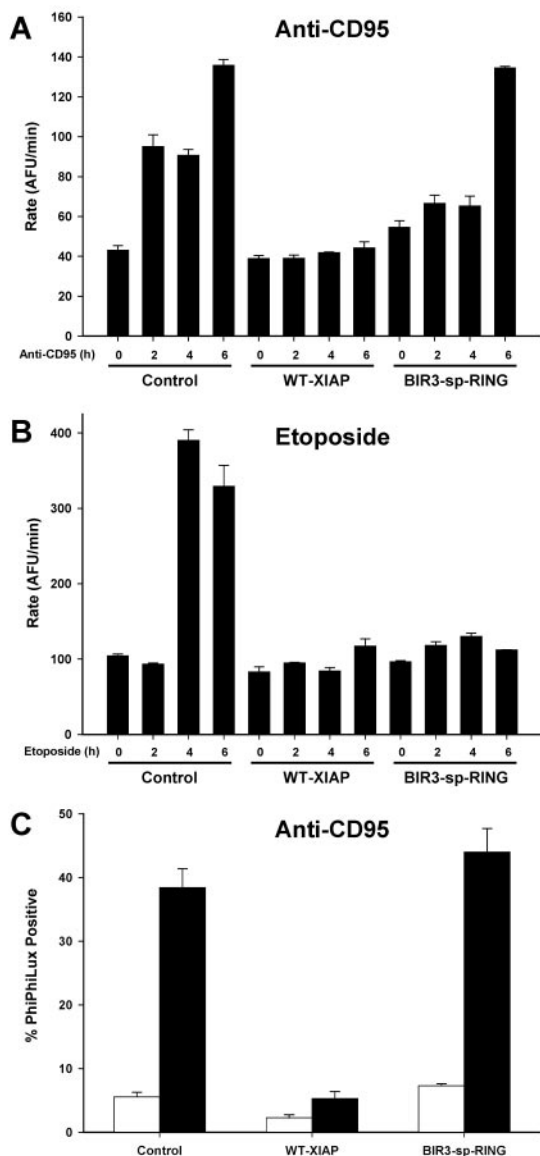 A
Anti-CD95
Rate (AFU/min)
160
140
120
100
80
60
40
20
0
Anti-CD95 (h) 0 2 4 6 0 2 4 6 0 2 4 6
Control WT-XIAP BIR3-sp-RING
B
Etoposide
Rate (AFU/min)
400
300
200
100
0
Etoposide (h) 0 2 4 6 0 2 4 6 0 2 4 6
Control WT-XIAP BIR3-sp-RING
C
Anti-CD95
% PhiPhiLux Positive
50
40
30
20
10
0
Control WT-XIAP BIR3-sp-RING